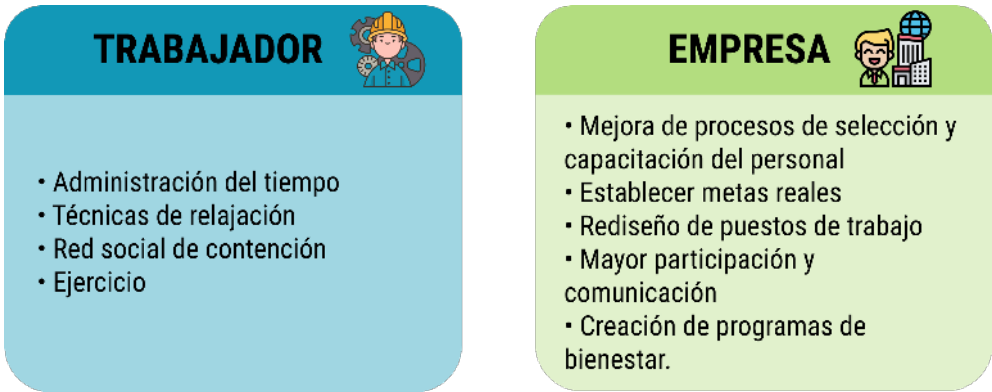 TRABAJADOR
• Administración del tiempo
• Técnicas de relajación
• Red social de contención
• Ejercicio
EMPRESA
• Mejora de procesos de selección y
capacitación del personal
• Establecer metas reales
• Rediseño de puestos de trabajo
• Mayor participación y
comunicación
• Creación de programas de
bienestar.